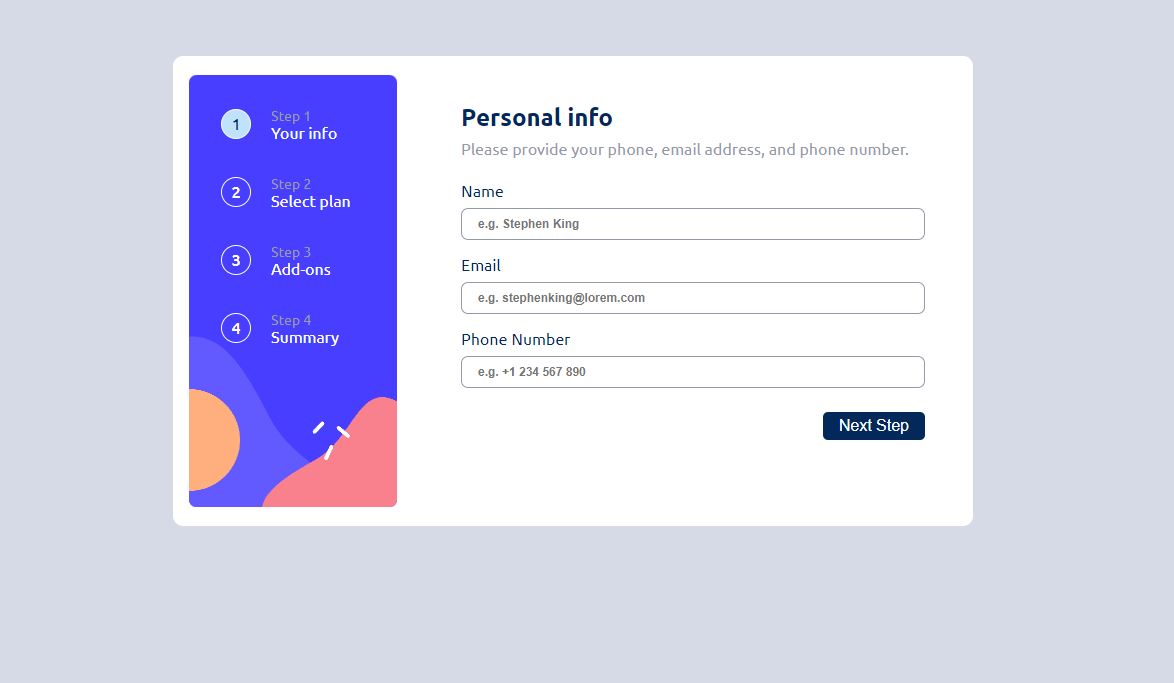 1
Step 1
Your info
2
Step 2
Select plan
3
Step 3
Add-ons
4
Step 4
Summary
Personal info
Please provide your phone, email address, and phone number.
Name
e.g. Stephen King
Email
e.g. stephenking@lorem.com
Phone Number
e.g. +1 234 567 890
Next Step